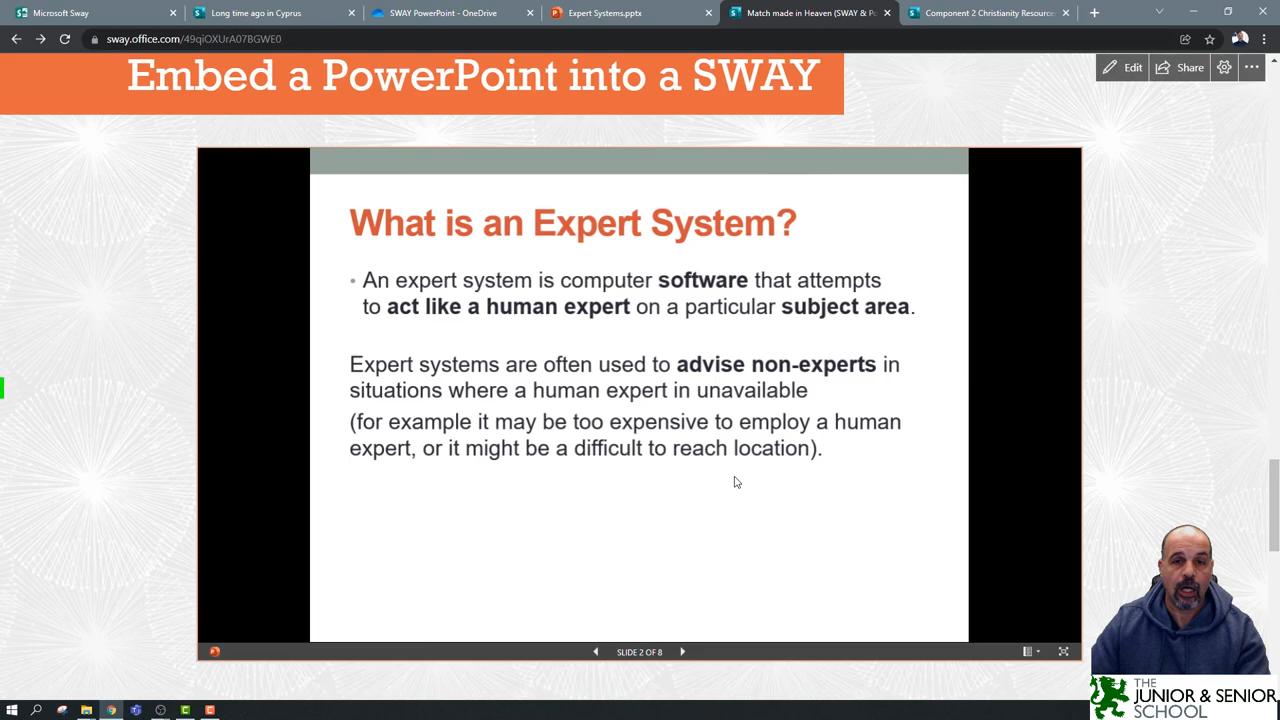 Microsoft Sway
Long time ago in Cyprus
SWAY PowerPoint - OneDrive
Expert Systems.pptx
Match made in Heaven (SWAY & Po
Component 2 Christianity Resource
sway.office.com/49qiOXUrA07BGWE0
Embed a PowerPoint into a SWAY
Edit
Share
What is an Expert System?
• An expert system is computer software that attempts
to act like a human expert on a particular subject area.
Expert systems are often used to advise non-experts in
situations where a human expert in unavailable
(for example it may be too expensive to employ a human
expert, or it might be a difficult to reach location).
SLIDE 2 OF 8
THE
JUNIOR & SENIOR
SCHOOL